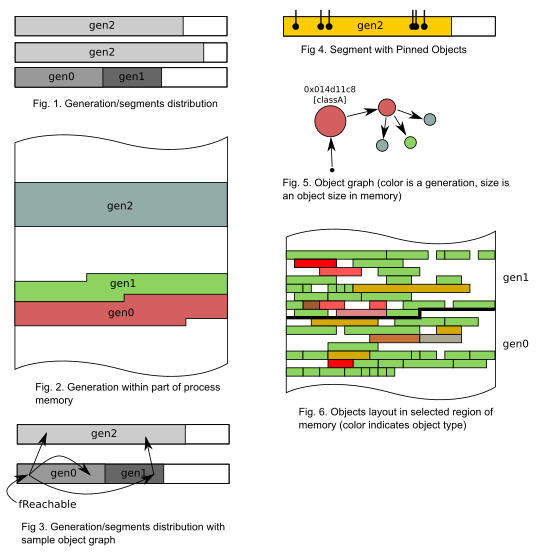 gen2
gen2
gen0 gen1
Fig. 1. Generation/segments distribution
gen2
gen1
gen0
Fig. 2. Generation within part of process
memory
gen2
gen0 gen1
fReachable
Fig 3. Generation/segments distribution with
sample object graph
gen2
Fig 4. Segment with Pinned Objects
0x014d11c8
[classA]
Fig. 5. Object graph (color is a generation, size is
an object size in memory)
gen1
gen0
Fig. 6. Objects layout in selected region of
memory (color indicates object type)